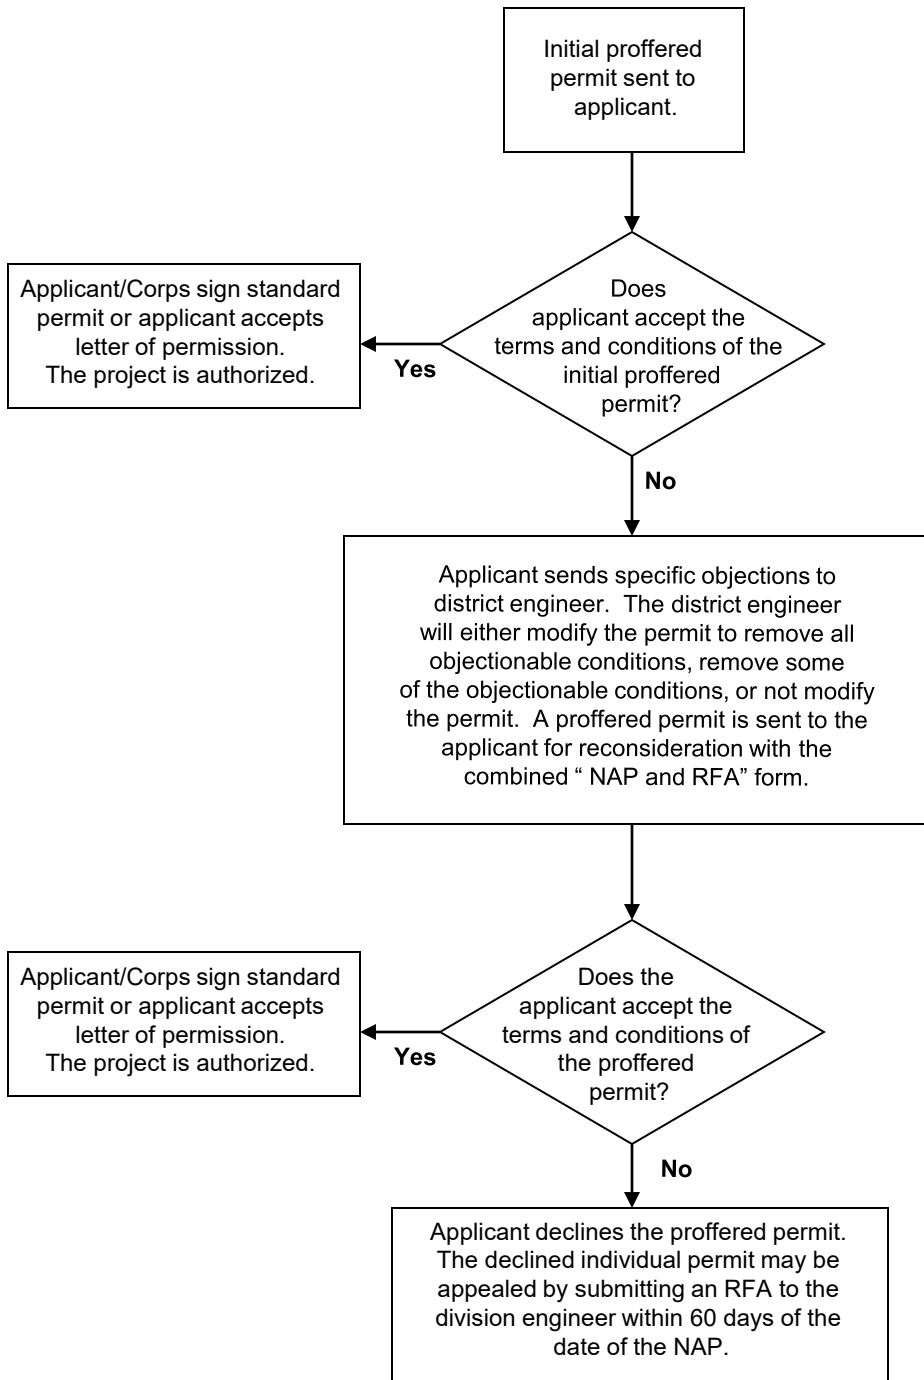 Initial proffered
permit sent to
applicant.
Does
applicant accept the
terms and conditions of the
initial proffered
permit?
Applicant/Corps sign standard
permit or applicant accepts
letter of permission.
The project is authorized.
Yes
No
Applicant sends specific objections to
district engineer.  The district engineer
will either modify the permit to remove all
objectionable conditions, remove some
of the objectionable conditions, or not modify
the permit.  A proffered permit is sent to the
applicant for reconsideration with the
combined “ NAP and RFA” form.
Does the
applicant accept the
terms and conditions of
the proffered
permit?
Applicant/Corps sign standard
permit or applicant accepts
letter of permission.
The project is authorized.
Yes
No
Applicant declines the proffered permit.
The declined individual permit may be
appealed by submitting an RFA to the
division engineer within 60 days of the
date of the NAP.